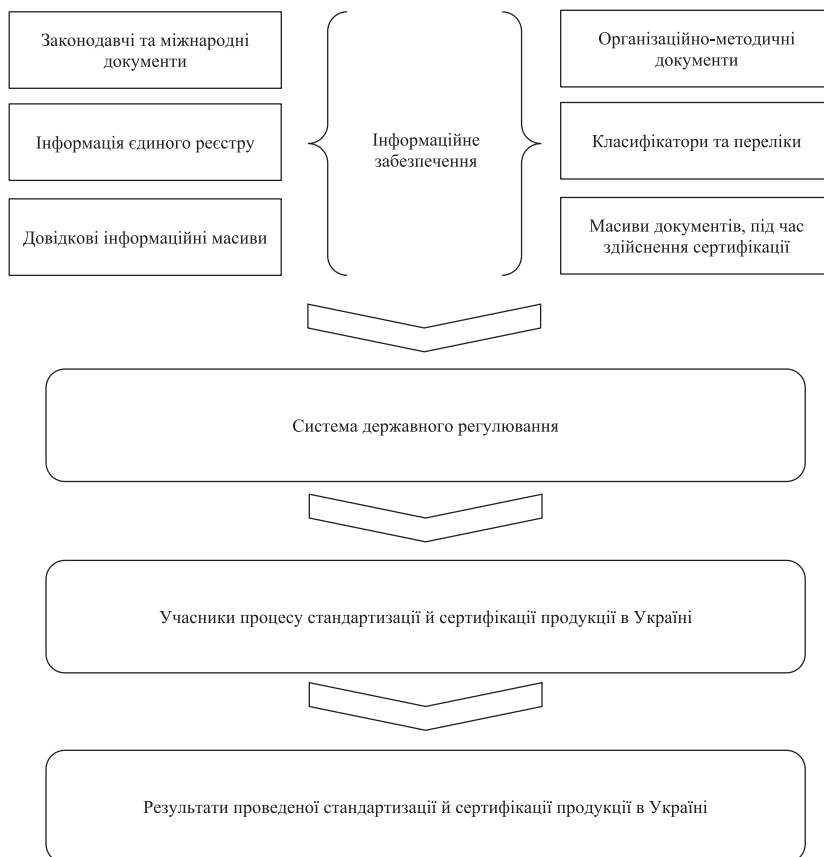 Законодавчі та міжнародні
документи
Інформація єдиного реєстру
Довідкові інформаційні масиви
Інформаційне
забезпечення
Організаційно-методичні
документи
Класифікатори та переліки
Масиви документів, під час
здійснення сертифікації
Система державного регулювання
Учасники процесу стандартизації й сертифікації продукції в Україні
Результати проведеної стандартизації й сертифікації продукції в Україні